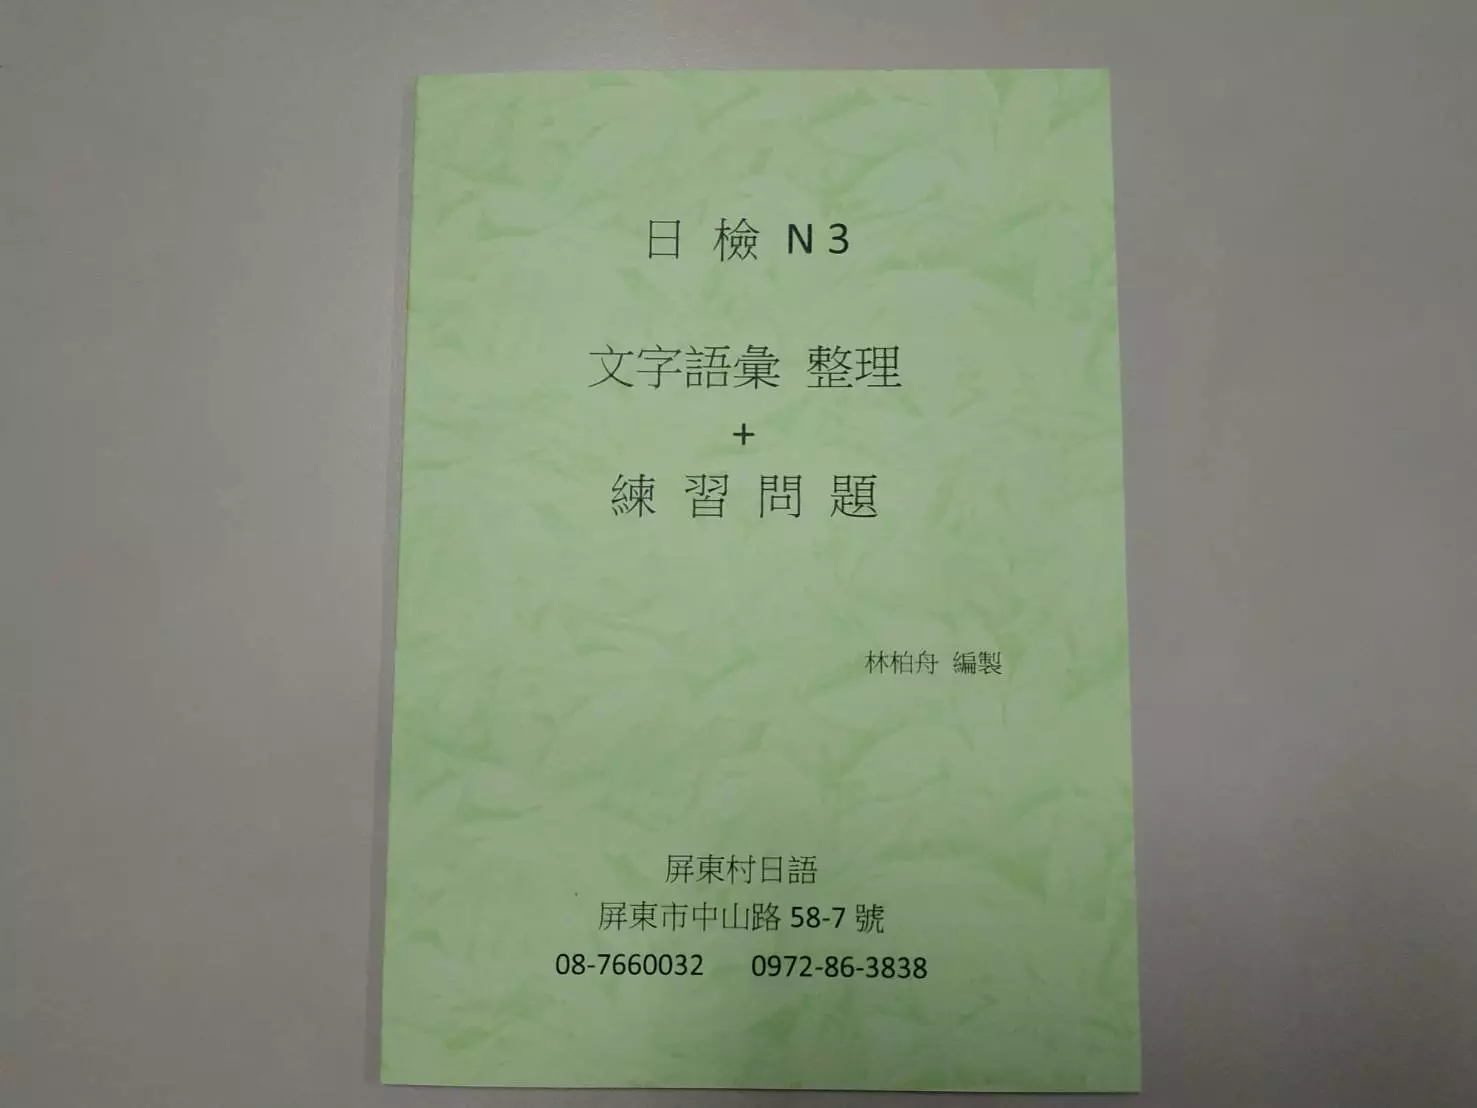 日 檢 N 3
文字語彙 整理
+
練 習 問 題
林柏舟 編製
屏東村日語
屏東市中山路 58-7 號
08-7660032 0972-86-3838